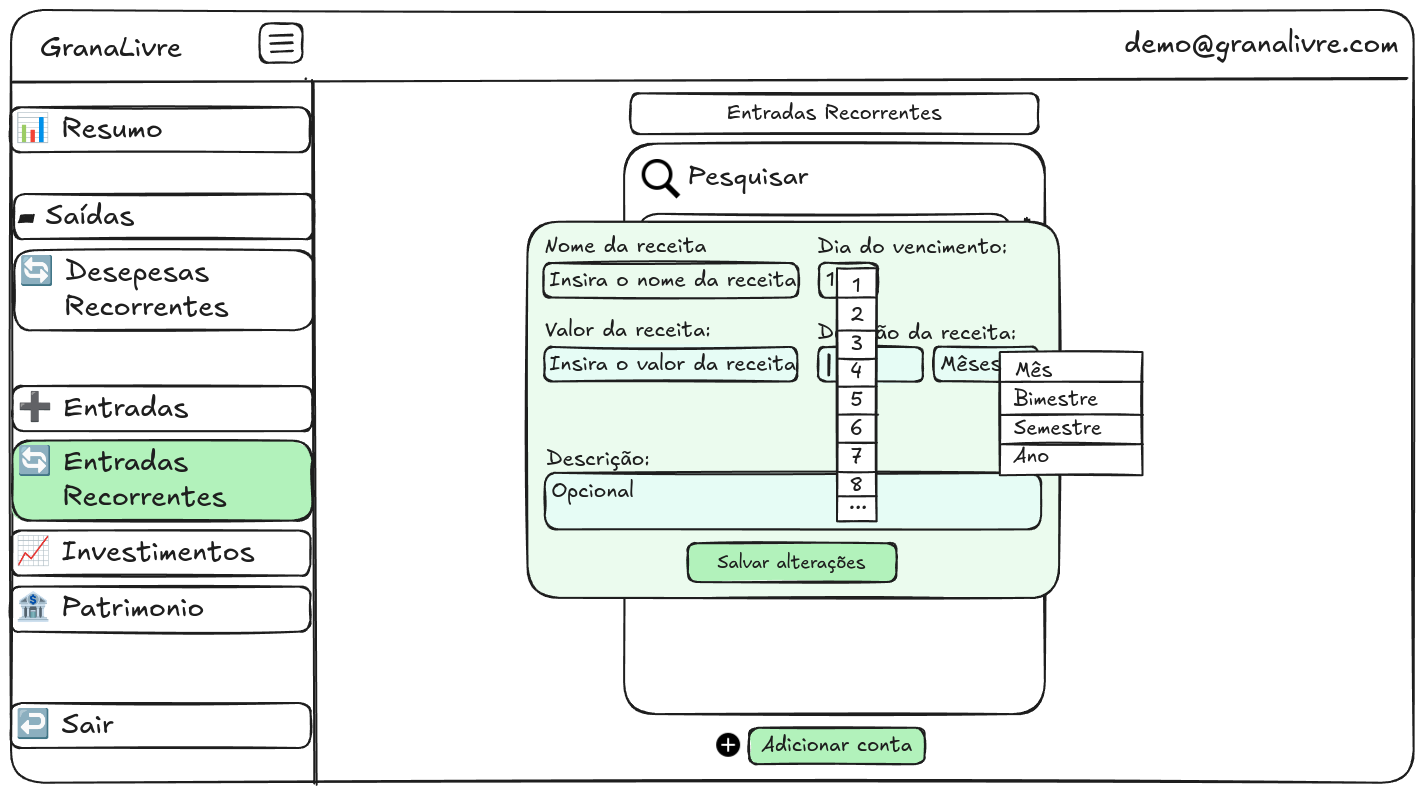 GranaLivre
demo@granalivre.com
Resumo
Saídas
Desepesas
Recorrentes
Entradas
Entradas
Recorrentes
Investimentos
Patrimonio
Sair
Entradas Recorrentes
Pesquisar
Nome da receita
Dia do vencimento:
Insira o nome da receita
1
Valor da receita:
da receita:
Insira o valor da receita
Mêses
1
2
3
4
5
6
7
8
...
Mês
Bimestre
Semestre
Ano
Descrição:
Opcional
Salvar alterações
Adicionar conta